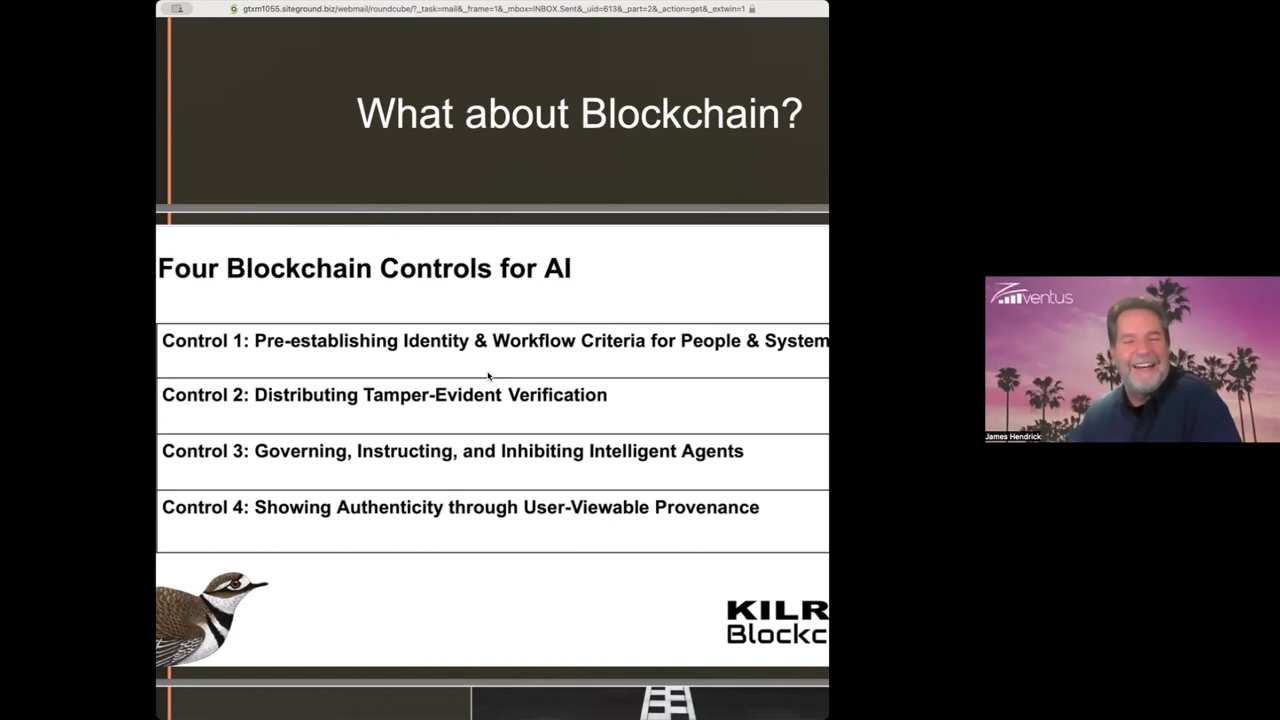 gtxm1055.siteground.biz/webmail/roundcube/?_task=mail&_frame=1&_mbox=INBOX.Sent&_uid=613&_part=2&_action=get&_extwin=1
What about Blockchain?
Four Blockchain Controls for AI
Control 1: Pre-establishing Identity & Workflow Criteria for People & System
Control 2: Distributing Tamper-Evident Verification
Control 3: Governing, Instructing, and Inhibiting Intelligent Agents
Control 4: Showing Authenticity through User-Viewable Provenance
KILR
Blockc
ventus
James Hendrick